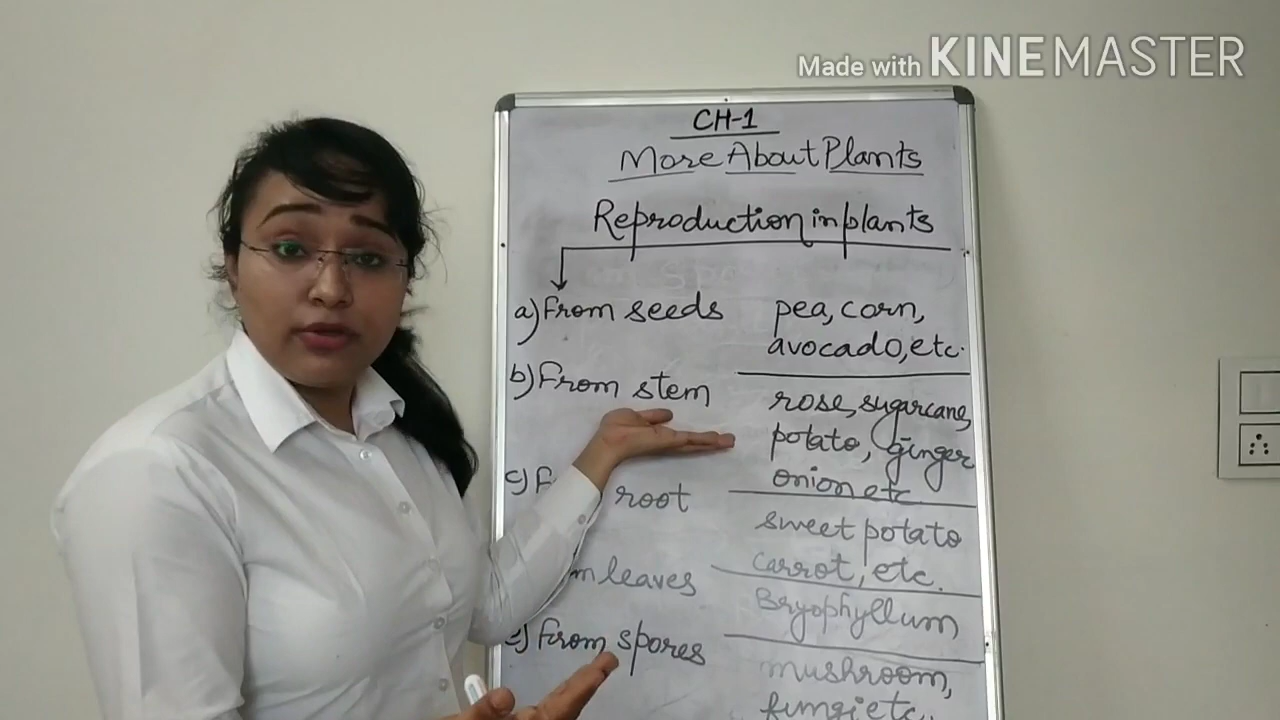 Made with KINEMASTER
CH-1
More About Plants
Reproduction in plants
a) From seeds
pea, corn,
avocado, etc.
b) From stem
rose, sugarcane,
potato, ginger
onion etc
c) F root
sweet potato
carrot, etc.
m leaves
Bryophyllum
e) From spores
mushroom,
fungi etc.